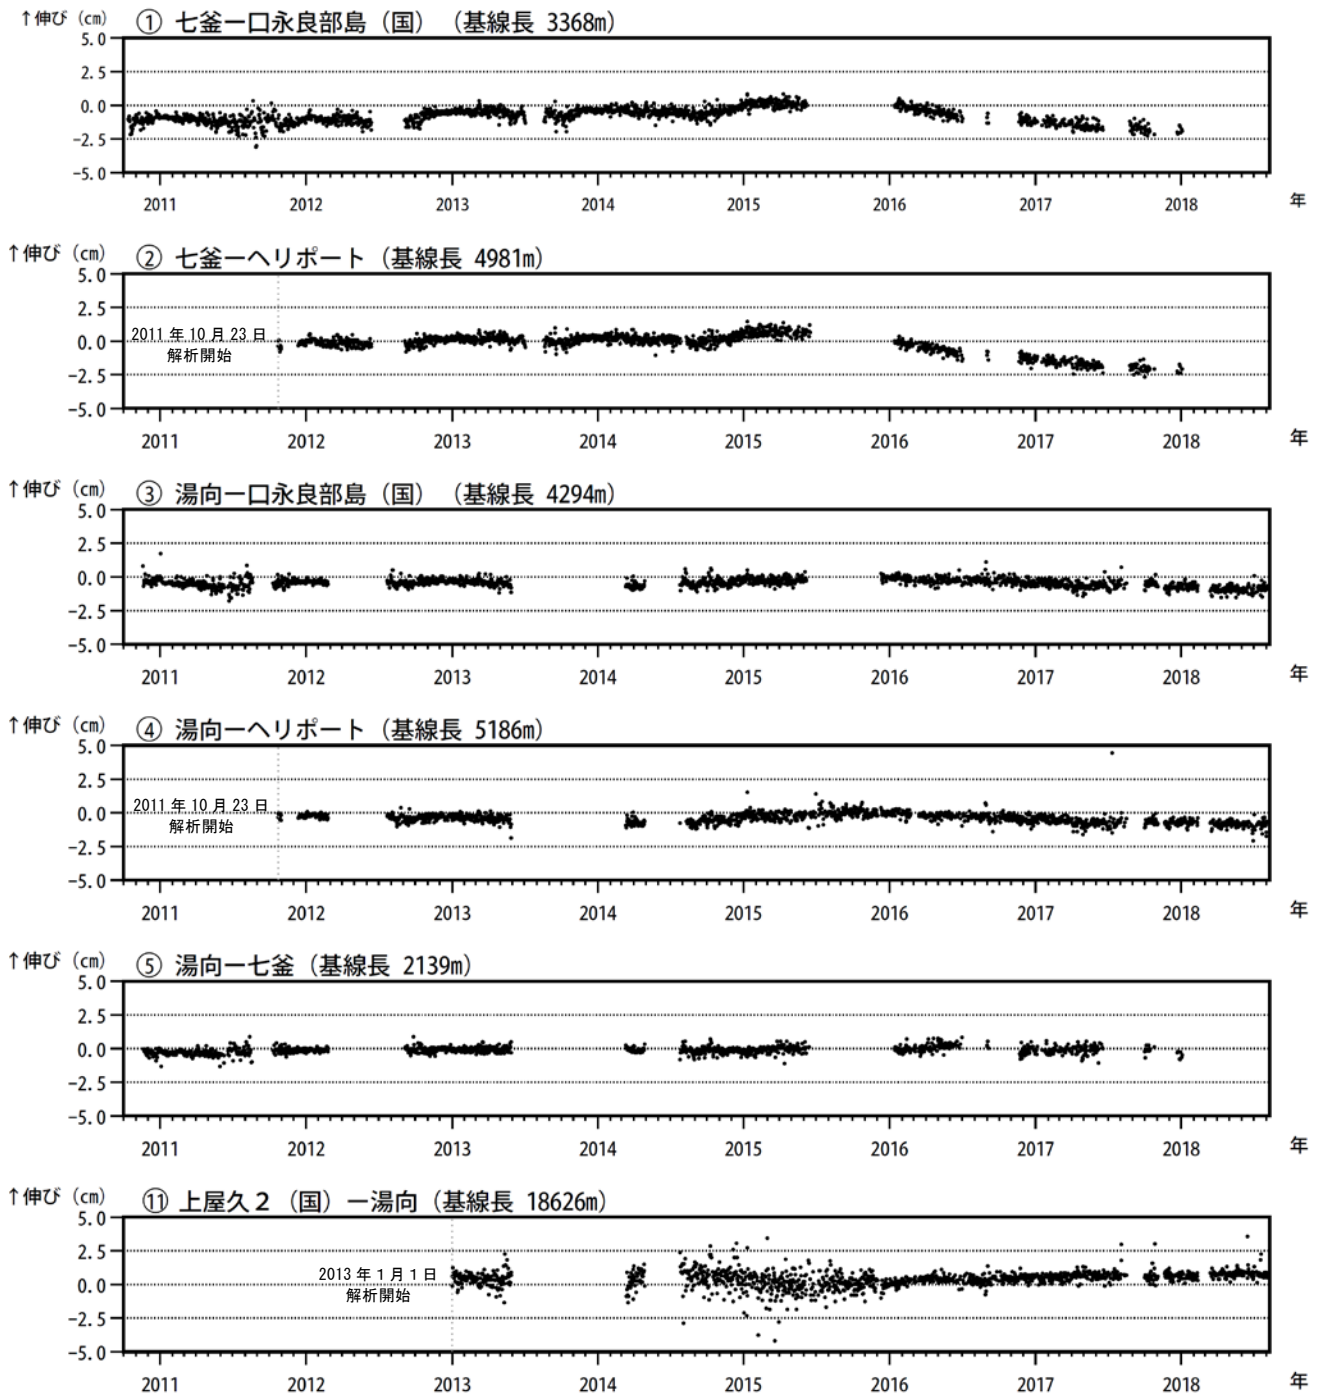 ↑伸び (cm) ① 七釜ー口永良部島（国）（基線長 3368m）
5.0
2.5
0.0
−2.5
−5.0
2011 2012 2013 2014 2015 2016 2017 2018 年
↑伸び (cm) ② 七釜ーヘリポート（基線長 4981m）
5.0
2.5
2011 年 10 月 23 日
0.0
解析開始
−2.5
−5.0
2011 2012 2013 2014 2015 2016 2017 2018 年
↑伸び (cm) ③ 湯向ー口永良部島（国）（基線長 4294m）
5.0
2.5
0.0
−2.5
−5.0
2011 2012 2013 2014 2015 2016 2017 2018 年
↑伸び (cm) ④ 湯向ーヘリポート（基線長 5186m）
5.0
2.5
2011 年 10 月 23 日
0.0
解析開始
−2.5
−5.0
2011 2012 2013 2014 2015 2016 2017 2018 年
↑伸び (cm) ⑤ 湯向ー七釜（基線長 2139m）
5.0
2.5
0.0
−2.5
−5.0
2011 2012 2013 2014 2015 2016 2017 2018 年
↑伸び (cm) ⑪ 上屋久２（国）ー湯向（基線長 18626m）
5.0
2.5
2013 年 1 月 1 日
0.0
解析開始
−2.5
−5.0
2011 2012 2013 2014 2015 2016 2017 2018 年